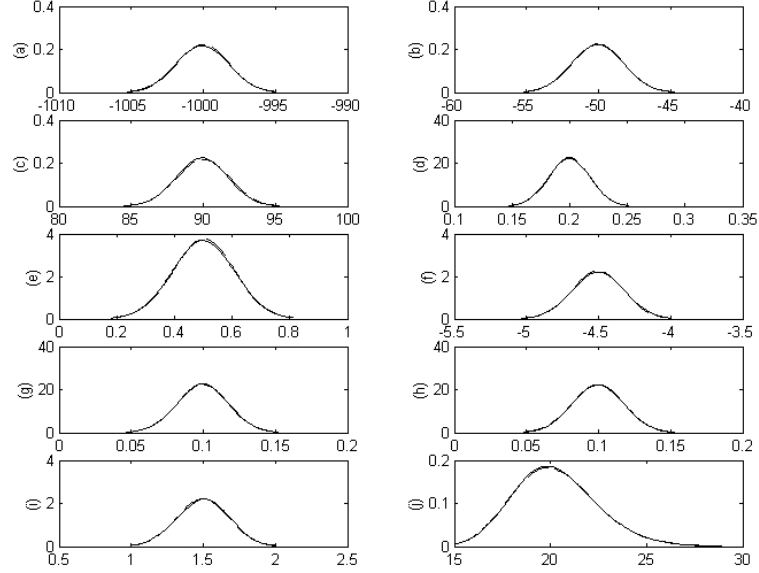 0.4
0.2
0
(a)
-1010 -1005 -1000 -995 -990
0.4
0.2
0
(b)
-60 -55 -50 -45 -40
0.4
0.2
0
(c)
80 85 90 95 100
40
20
0
(d)
0.1 0.15 0.2 0.25 0.3 0.35
4
2
0
(e)
0 0.2 0.4 0.6 0.8 1
4
2
0
(f)
-5.5 -5 -4.5 -4 -3.5
40
20
0
(g)
0 0.05 0.1 0.15 0.2
40
20
0
(h)
0 0.05 0.1 0.15 0.2
4
2
0
(i)
0.5 1 1.5 2 2.5
0.2
0.1
0
(j)
15 20 25 30